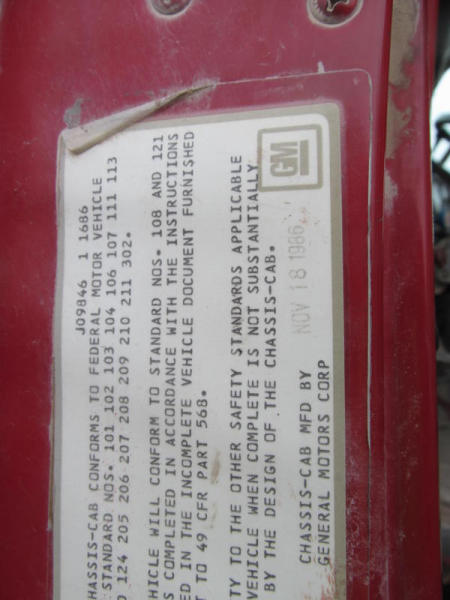 J09846 1 1686
HASSIS-CAB CONFORMS TO FEDERAL MOTOR VEHICLE
STANDARD NOS. 101 102 103 104 106 107 111 113
124 205 206 207 208 209 210 211 302.
HICLE WILL CONFORM TO STANDARD NOS. 108 AND 121
S COMPLETED IN ACCORDANCE WITH THE INSTRUCTIONS
ED IN THE INCOMPLETE VEHICLE DOCUMENT FURNISHED
T TO 49 CFR PART 568.
TY TO THE OTHER SAFETY STANDARDS APPLICABLE
VEHICLE WHEN COMPLETE IS NOT SUBSTANTIALLY
BY THE DESIGN OF THE CHASSIS-CAB.
GM
NOV 18 1986
CHASSIS-CAB MFD BY
GENERAL MOTORS CORP